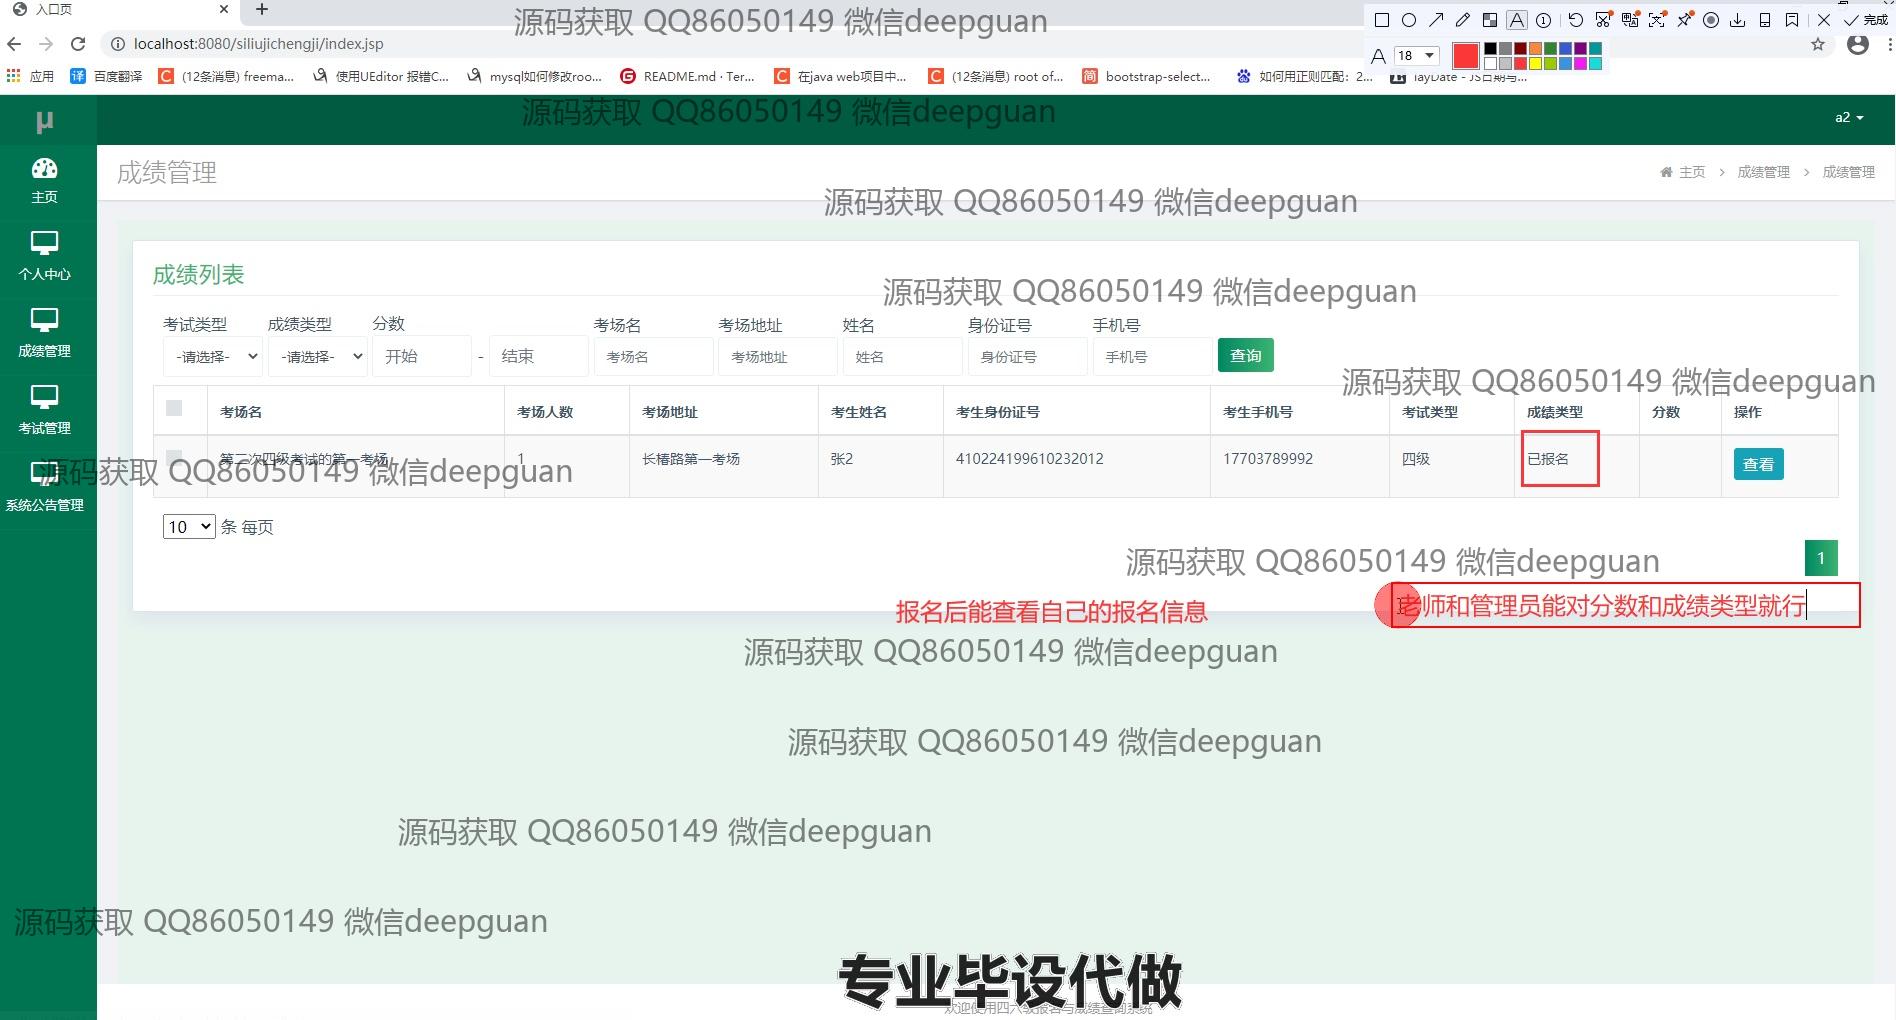 入口页
源码获取 QQ86050149 微信deepguan
完成
localhost:8080/siliujichengji/index.jsp
A 18
应用 百度翻译 (12条消息) freema... 使用UEditor 报错C... mysql如何修改roo... README.md · Ter... 在java web项目中... (12条消息) root of... bootstrap-select... 如何用正则匹配：2... layDate - JS日期与...
源码获取 QQ86050149 微信deepguan
μ
a2
主页
成绩管理
主页 > 成绩管理 > 成绩管理
源码获取 QQ86050149 微信deepguan
个人中心
成绩列表
源码获取 QQ86050149 微信deepguan
考试类型 成绩类型 分数 考场名 考场地址 姓名 身份证号 手机号
成绩管理
-请选择- -请选择- 开始 - 结束 考场名 考场地址 姓名 身份证号 手机号 查询
源码获取 QQ86050149 微信deepguan
考场名 考场人数 考场地址 考生姓名 考生身份证号 考生手机号 考试类型 成绩类型 分数 操作
考试管理
第二次四级考试的第一考场 1 长椿路第一考场 张2 410224199610232012 17703789992 四级 已报名 查看
源码获取 QQ86050149 微信deepguan
系统公告管理
10 条 每页
源码获取 QQ86050149 微信deepguan
1
报名后能查看自己的报名信息
老师和管理员能对分数和成绩类型就行
源码获取 QQ86050149 微信deepguan
源码获取 QQ86050149 微信deepguan
源码获取 QQ86050149 微信deepguan
源码获取 QQ86050149 微信deepguan
专业毕设代做
欢迎使用四六级报名与成绩查询系统